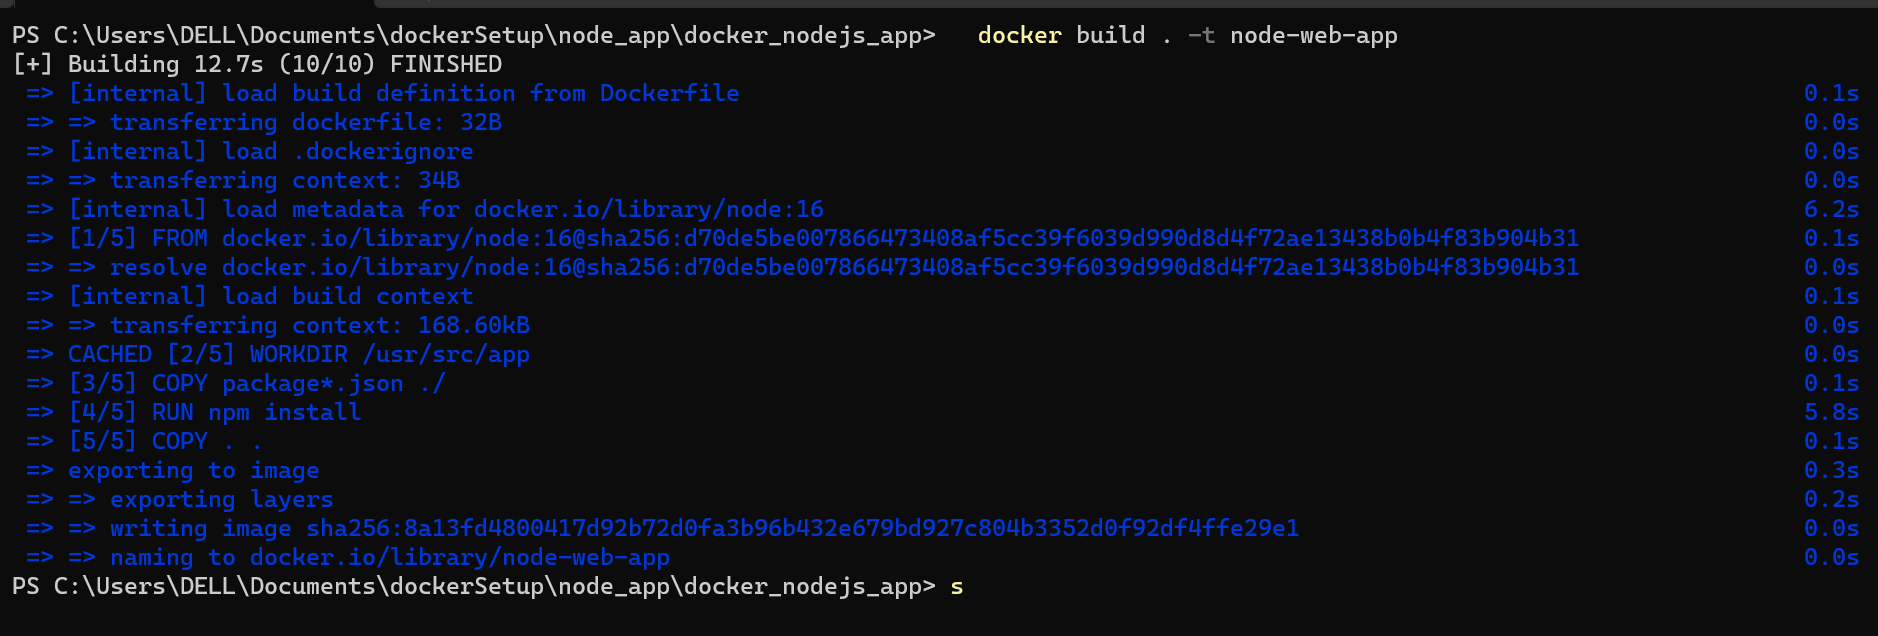 PS C:\Users\DELL\Documents\dockerSetup\node_app\docker_nodejs_app>   docker build . -t node-web-app
[+] Building 12.7s (10/10) FINISHED
 => [internal] load build definition from Dockerfile 0.1s
 => => transferring dockerfile: 32B 0.0s
 => [internal] load .dockerignore 0.0s
 => => transferring context: 34B 0.0s
 => [internal] load metadata for docker.io/library/node:16 6.2s
 => [1/5] FROM docker.io/library/node:16@sha256:d70de5be007866473408af5cc39f6039d990d8d4f72ae13438b0b4f83b904b31 0.1s
 => => resolve docker.io/library/node:16@sha256:d70de5be007866473408af5cc39f6039d990d8d4f72ae13438b0b4f83b904b31 0.0s
 => [internal] load build context 0.1s
 => => transferring context: 168.60kB 0.0s
 => CACHED [2/5] WORKDIR /usr/src/app 0.0s
 => [3/5] COPY package*.json ./ 0.1s
 => [4/5] RUN npm install 5.8s
 => [5/5] COPY . . 0.1s
 => exporting to image 0.3s
 => => exporting layers 0.2s
 => => writing image sha256:8a13fd4800417d92b72d0fa3b96b432e679bd927c804b3352d0f92df4ffe29e1 0.0s
 => => naming to docker.io/library/node-web-app 0.0s
PS C:\Users\DELL\Documents\dockerSetup\node_app\docker_nodejs_app> s